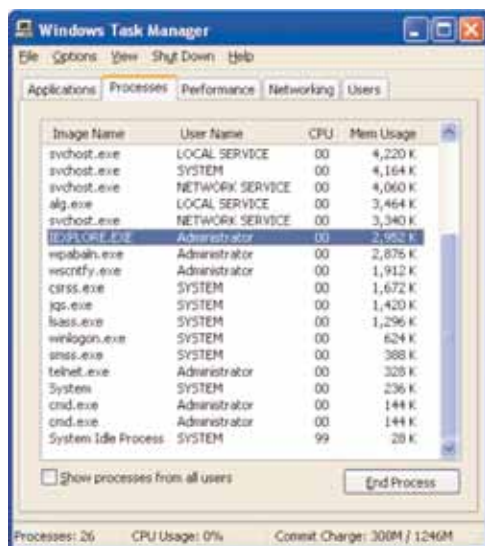 Windows Task Manager
File Options View Shut Down Help
Applications Processes Performance Networking Users
Image Name User Name CPU Mem Usage
svchost.exe LOCAL SERVICE 00 4,220 K
svchost.exe SYSTEM 00 4,164 K
svchost.exe NETWORK SERVICE 00 4,060 K
alg.exe LOCAL SERVICE 00 3,464 K
svchost.exe NETWORK SERVICE 00 3,340 K
IEXPLORE.EXE Administrator 00 2,952 K
wpabaln.exe Administrator 00 2,876 K
wscntfy.exe Administrator 00 1,912 K
csrss.exe SYSTEM 00 1,672 K
jqs.exe SYSTEM 00 1,420 K
lsass.exe SYSTEM 00 1,296 K
winlogon.exe SYSTEM 00 624 K
smss.exe SYSTEM 00 388 K
telnet.exe Administrator 00 328 K
System SYSTEM 00 236 K
cmd.exe Administrator 00 144 K
cmd.exe Administrator 00 144 K
System Idle Process SYSTEM 99 28 K
Show processes from all users
End Process
Processes: 26 CPU Usage: 0% Commit Charge: 300M / 1246M